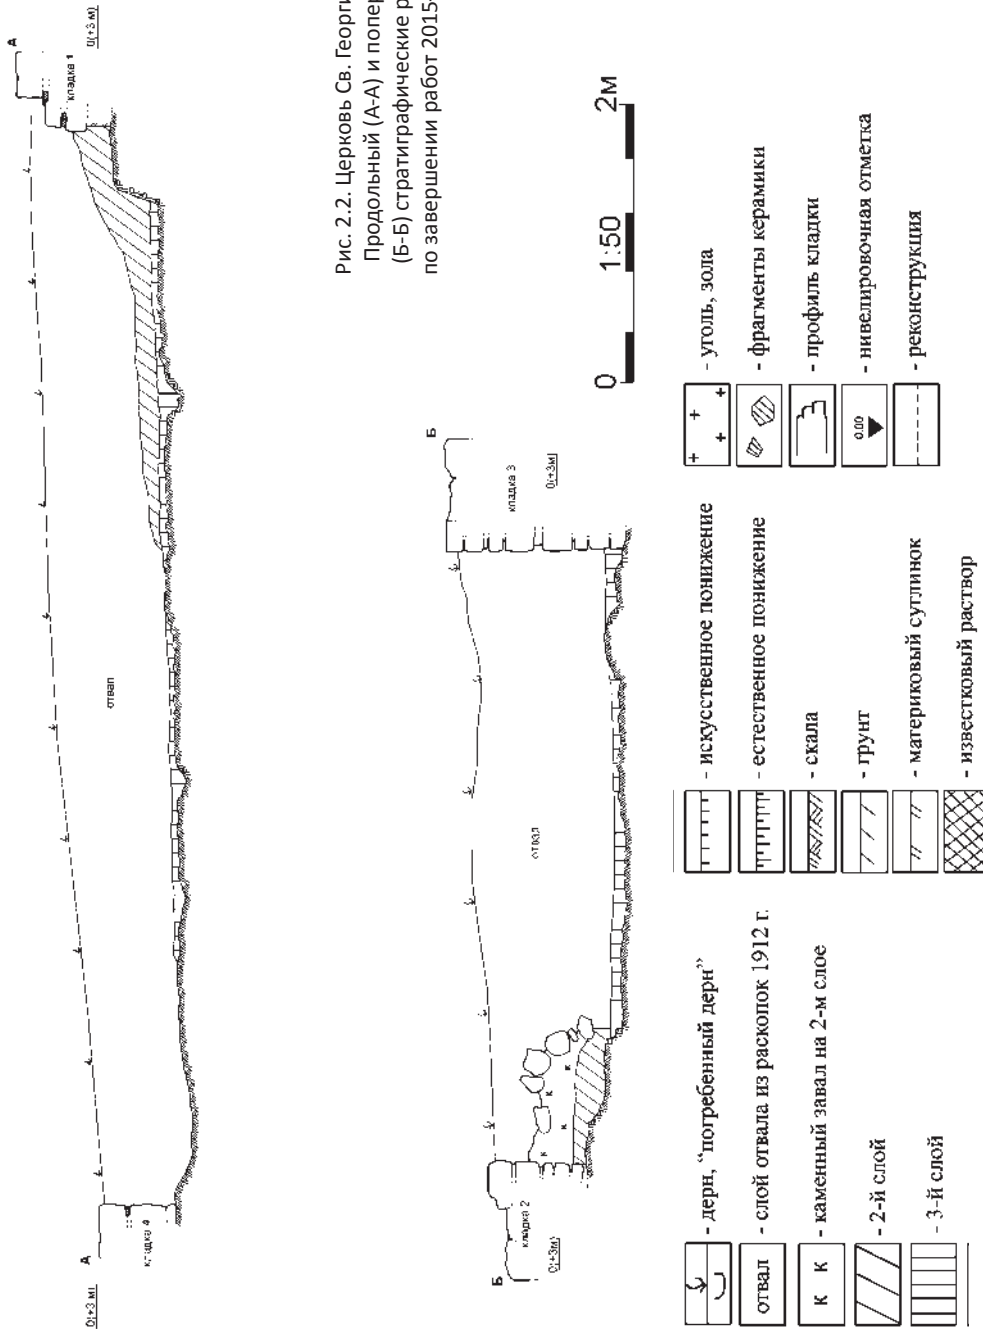 А
А
0(+3 м)
0(+3 м)
кладка 4
кладка 1
отвал
Рис. 2.2. Церковь Св. Георги
Продольный (А-А) и попер
(Б-Б) стратиграфические р
по завершении работ 2015-
Б
Б
0(+3м)
0(+3м)
кладка 2
кладка 3
к
к
к
к
отвал
0
1:50
2м
- дерн, “погребенный дерн”
отвал
- слой отвала из раскопок 1912 г.
к к
- каменный завал на 2-м слое
- 2-й слой
- 3-й слой
- искусственное понижение
- естественное понижение
- скала
- грунт
- материковый суглинок
- известковый раствор
- уголь, зола
- фрагменты керамики
- профиль кладки
0.00
- нивелировочная отметка
- реконструкция